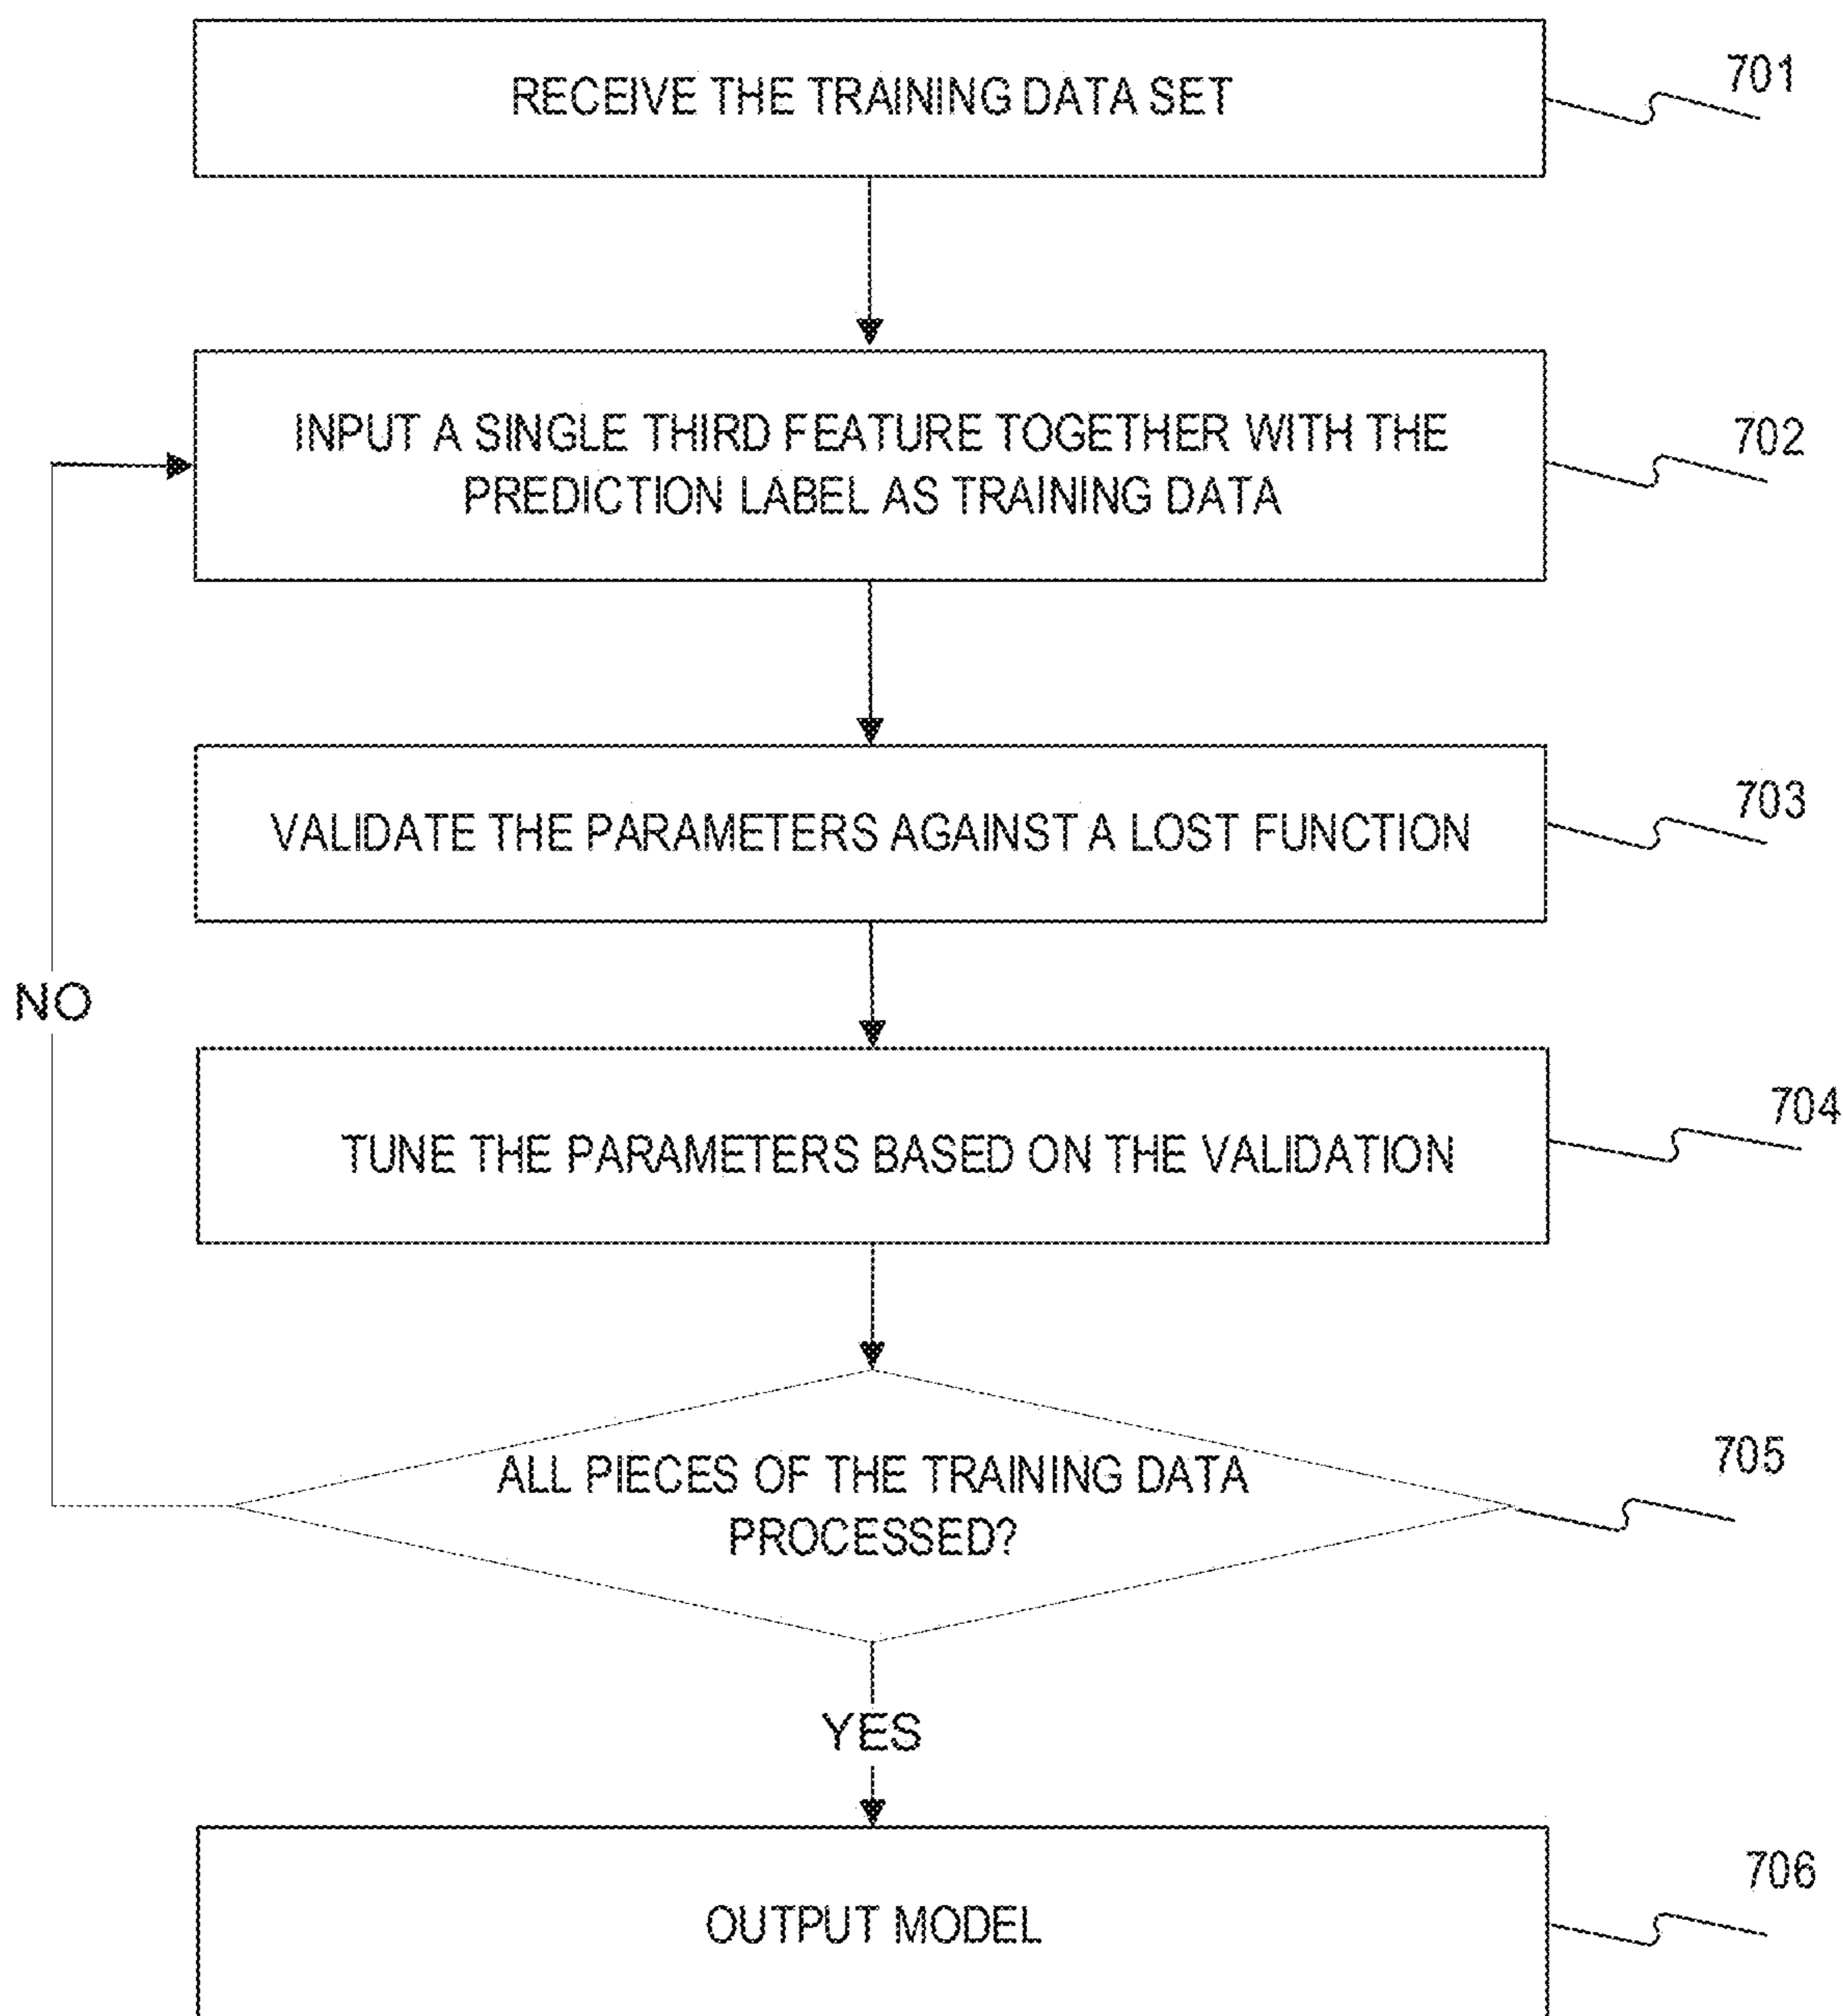 RECEIVE THE TRAINING DATA SET
701
INPUT A SINGLE THIRD FEATURE TOGETHER WITH THE
PREDICTION LABEL AS TRAINING DATA
702
VALIDATE THE PARAMETERS AGAINST A LOST FUNCTION
703
NO
TUNE THE PARAMETERS BASED ON THE VALIDATION
704
ALL PIECES OF THE TRAINING DATA
PROCESSED?
705
YES
OUTPUT MODEL
706